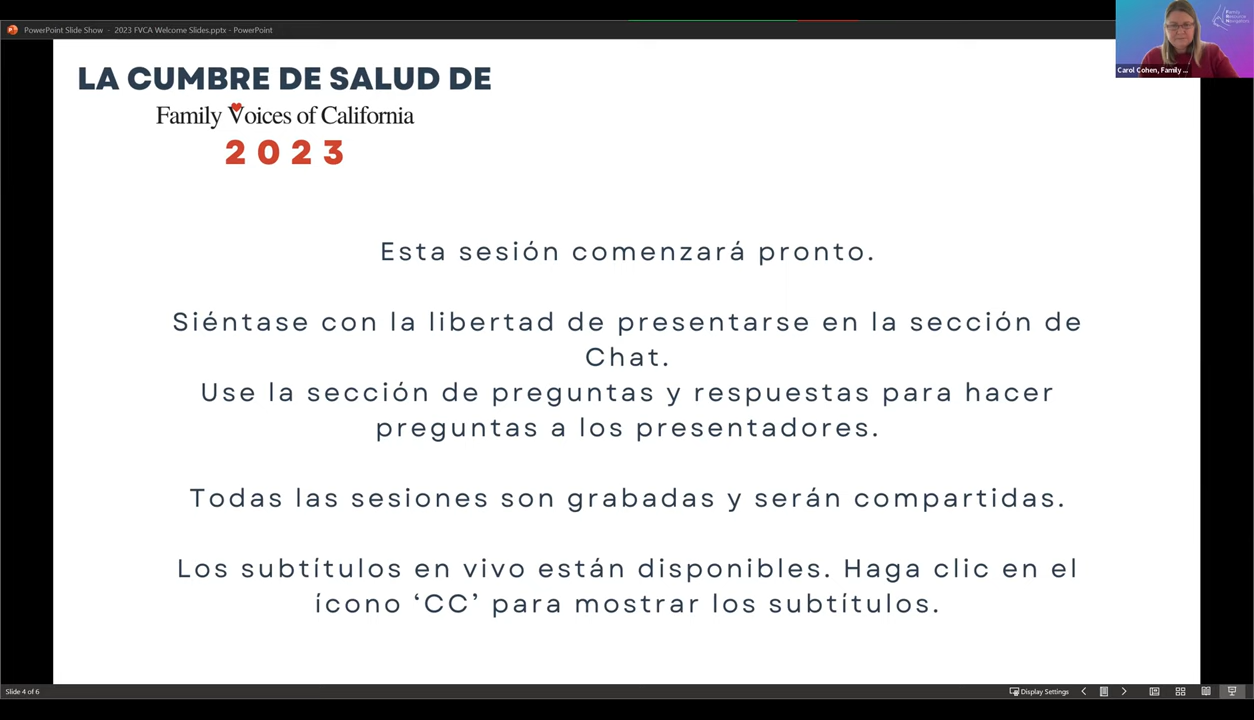 PowerPoint Slide Show - 2023 FVCA Welcome Slides.pptx - PowerPoint
Family
Resource
Navigators
Carol Cohen, Family ...
LA CUMBRE DE SALUD DE
Family Voices of California
2023
Esta sesión comenzará pronto.
Siéntase con la libertad de presentarse en la sección de
Chat.
Use la sección de preguntas y respuestas para hacer
preguntas a los presentadores.
Todas las sesiones son grabadas y serán compartidas.
Los subtítulos en vivo están disponibles. Haga clic en el
ícono ‘CC’ para mostrar los subtítulos.
Slide 4 of 6
Display Settings